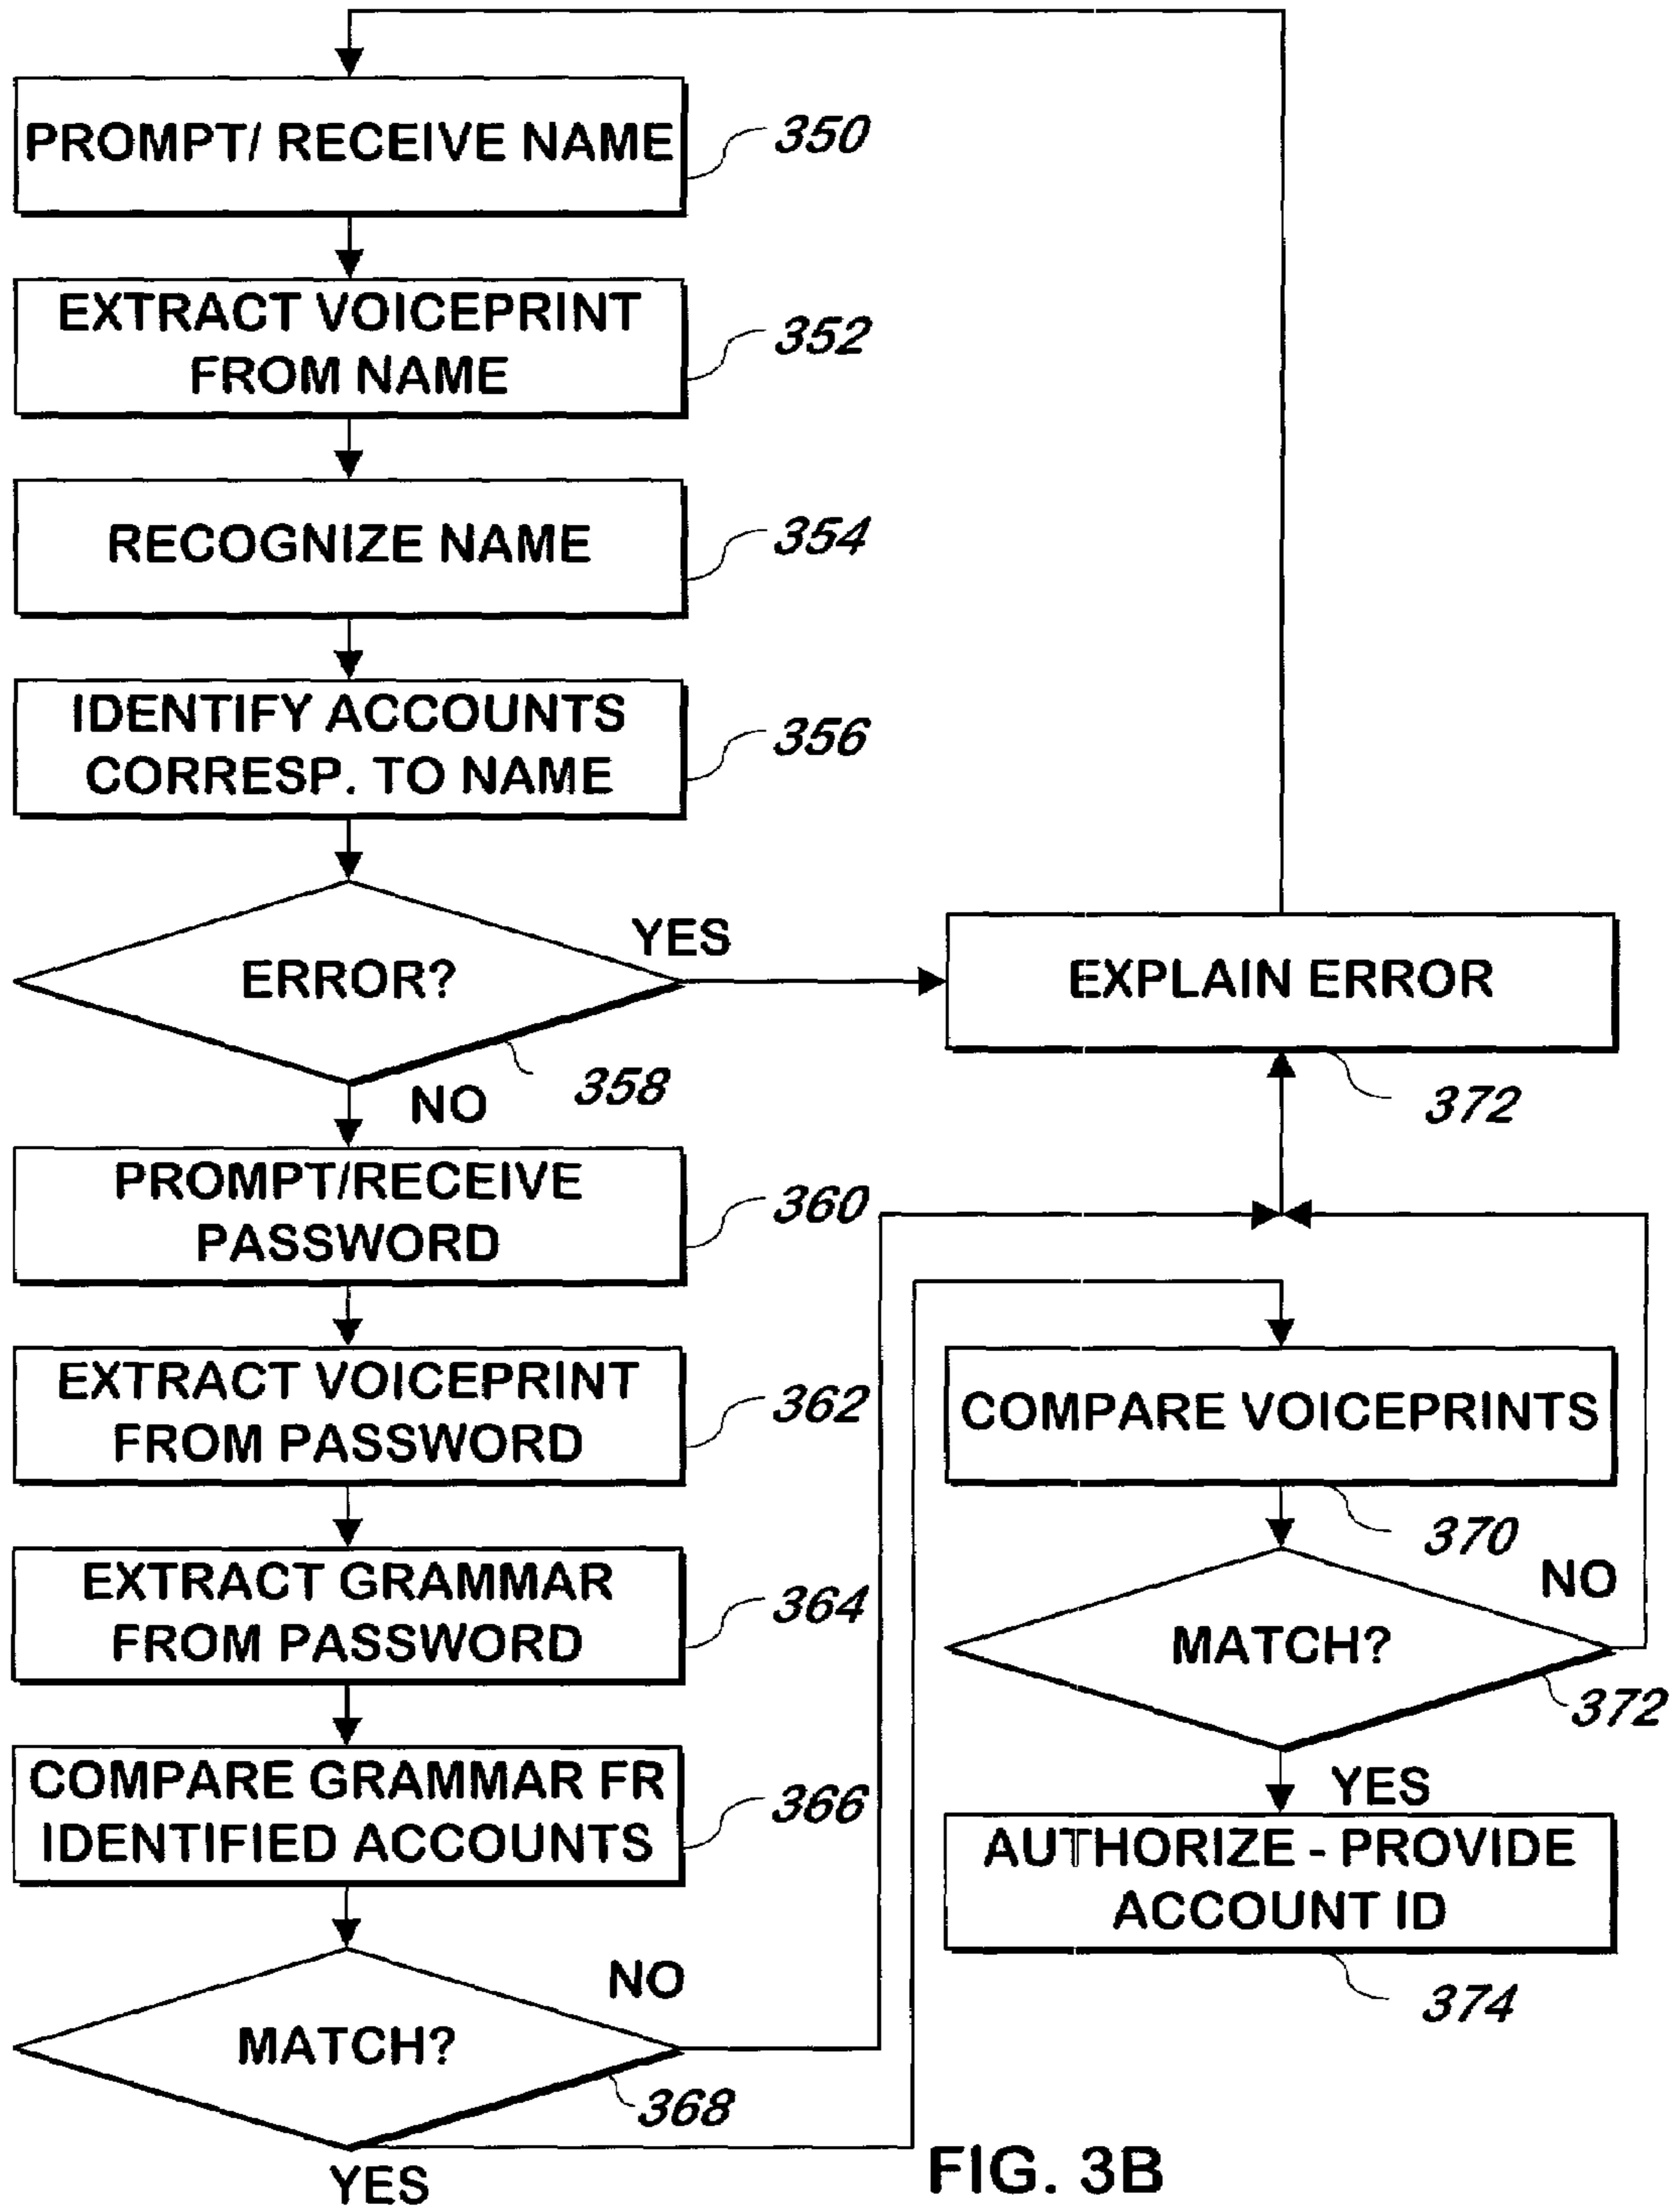 PROMPT/ RECEIVE NAME
350
EXTRACT VOICEPRINT
FROM NAME
352
RECOGNIZE NAME
354
IDENTIFY ACCOUNTS
CORRESP. TO NAME
356
ERROR?
YES
358
NO
EXPLAIN ERROR
372
PROMPT/RECEIVE
PASSWORD
360
EXTRACT VOICEPRINT
FROM PASSWORD
362
EXTRACT GRAMMAR
FROM PASSWORD
364
COMPARE GRAMMAR FR
IDENTIFIED ACCOUNTS
366
MATCH?
NO
368
YES
COMPARE VOICEPRINTS
370
MATCH?
NO
372
YES
AUTHORIZE - PROVIDE
ACCOUNT ID
374
FIG. 3B